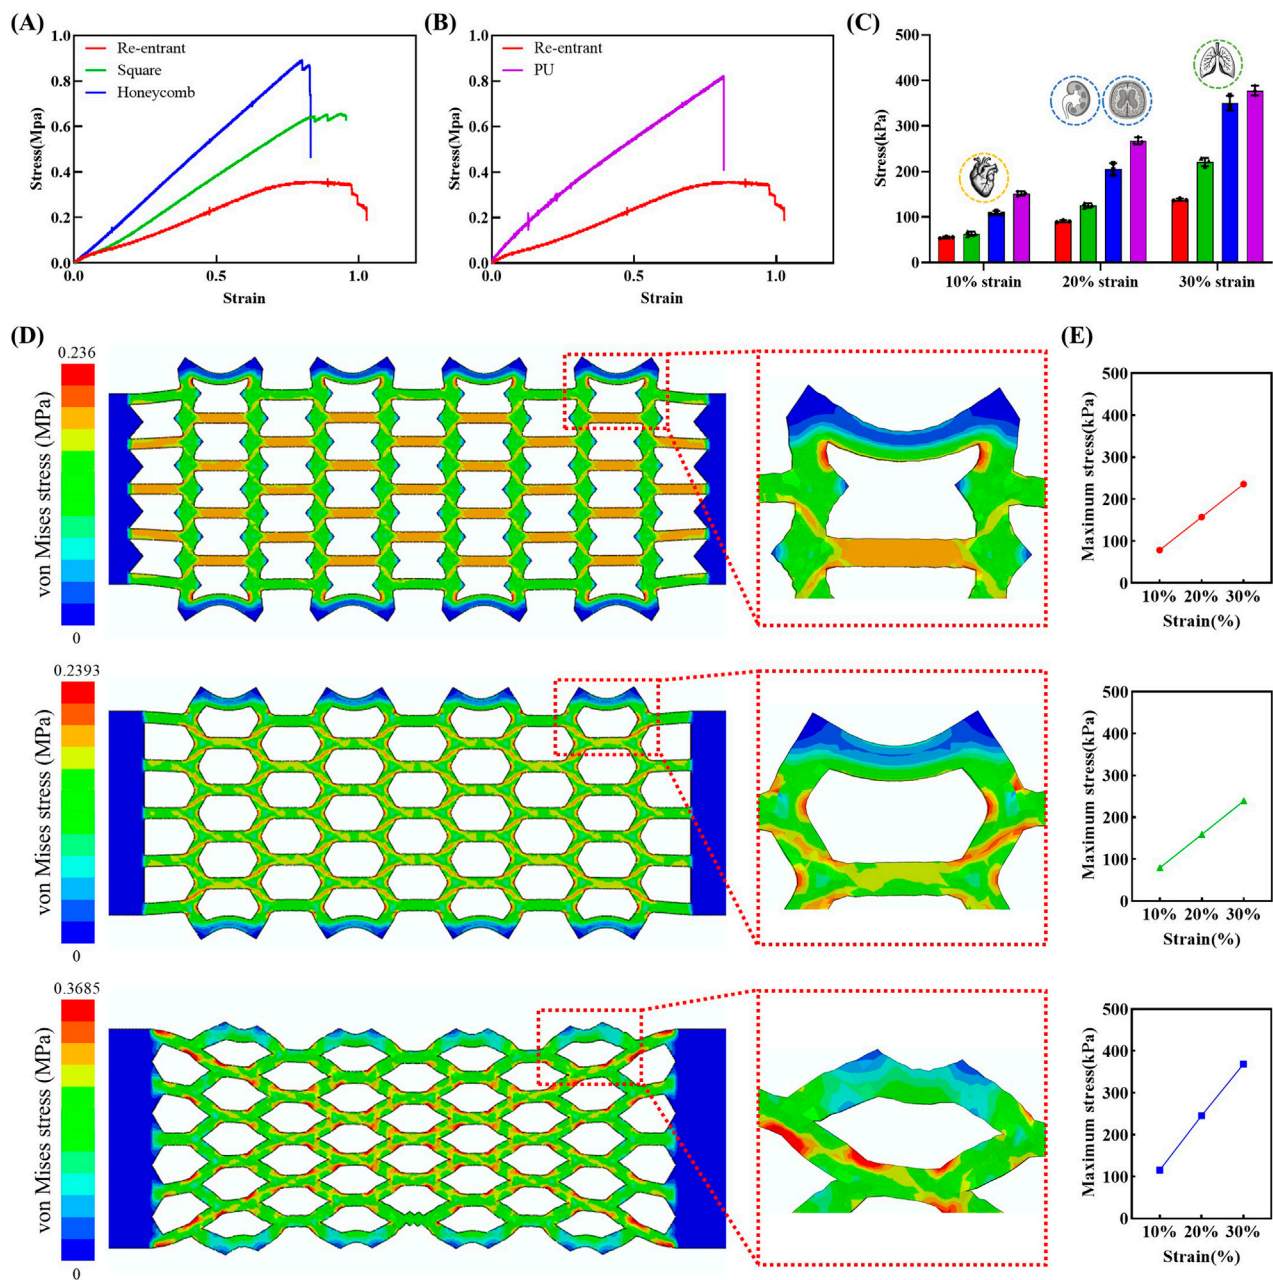 (A)
1.0
0.8
0.6
0.4
0.2
0.0
0.0
0.5
1.0
Stress(Mpa)
Strain
Re-entrant
Square
Honeycomb
(B)
1.0
0.8
0.6
0.4
0.2
0.0
0.0
0.5
1.0
Stress(Mpa)
Strain
Re-entrant
PU
(C)
500
400
300
200
100
0
Stress(kPa)
10% strain
20% strain
30% strain
(D)
0.236
von Mises stress (MPa)
0
0.2393
von Mises stress (MPa)
0
0.3685
von Mises stress (MPa)
0
(E)
500
400
300
200
100
0
Maximum stress(kPa)
10% 20% 30%
Strain(%)
500
400
300
200
100
0
Maximum stress(kPa)
10% 20% 30%
Strain(%)
500
400
300
200
100
0
Maximum stress(kPa)
10% 20% 30%
Strain(%)